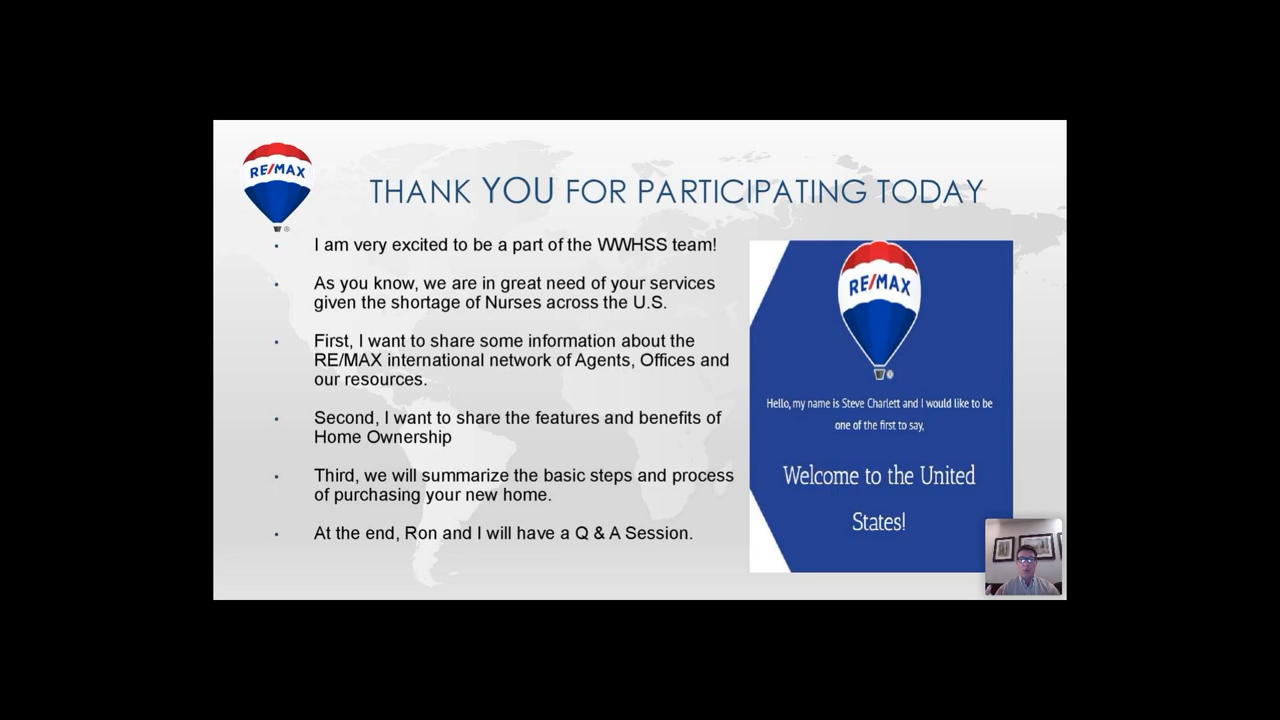 RE/MAX
THANK YOU FOR PARTICIPATING TODAY
• I am very excited to be a part of the WWHSS team!
• As you know, we are in great need of your services
given the shortage of Nurses across the U.S.
• First, I want to share some information about the
RE/MAX international network of Agents, Offices and
our resources.
• Second, I want to share the features and benefits of
Home Ownership
• Third, we will summarize the basic steps and process
of purchasing your new home.
• At the end, Ron and I will have a Q & A Session.
RE/MAX
Hello, my name is Steve Charlett and I would like to be
one of the first to say,
Welcome to the United
States!